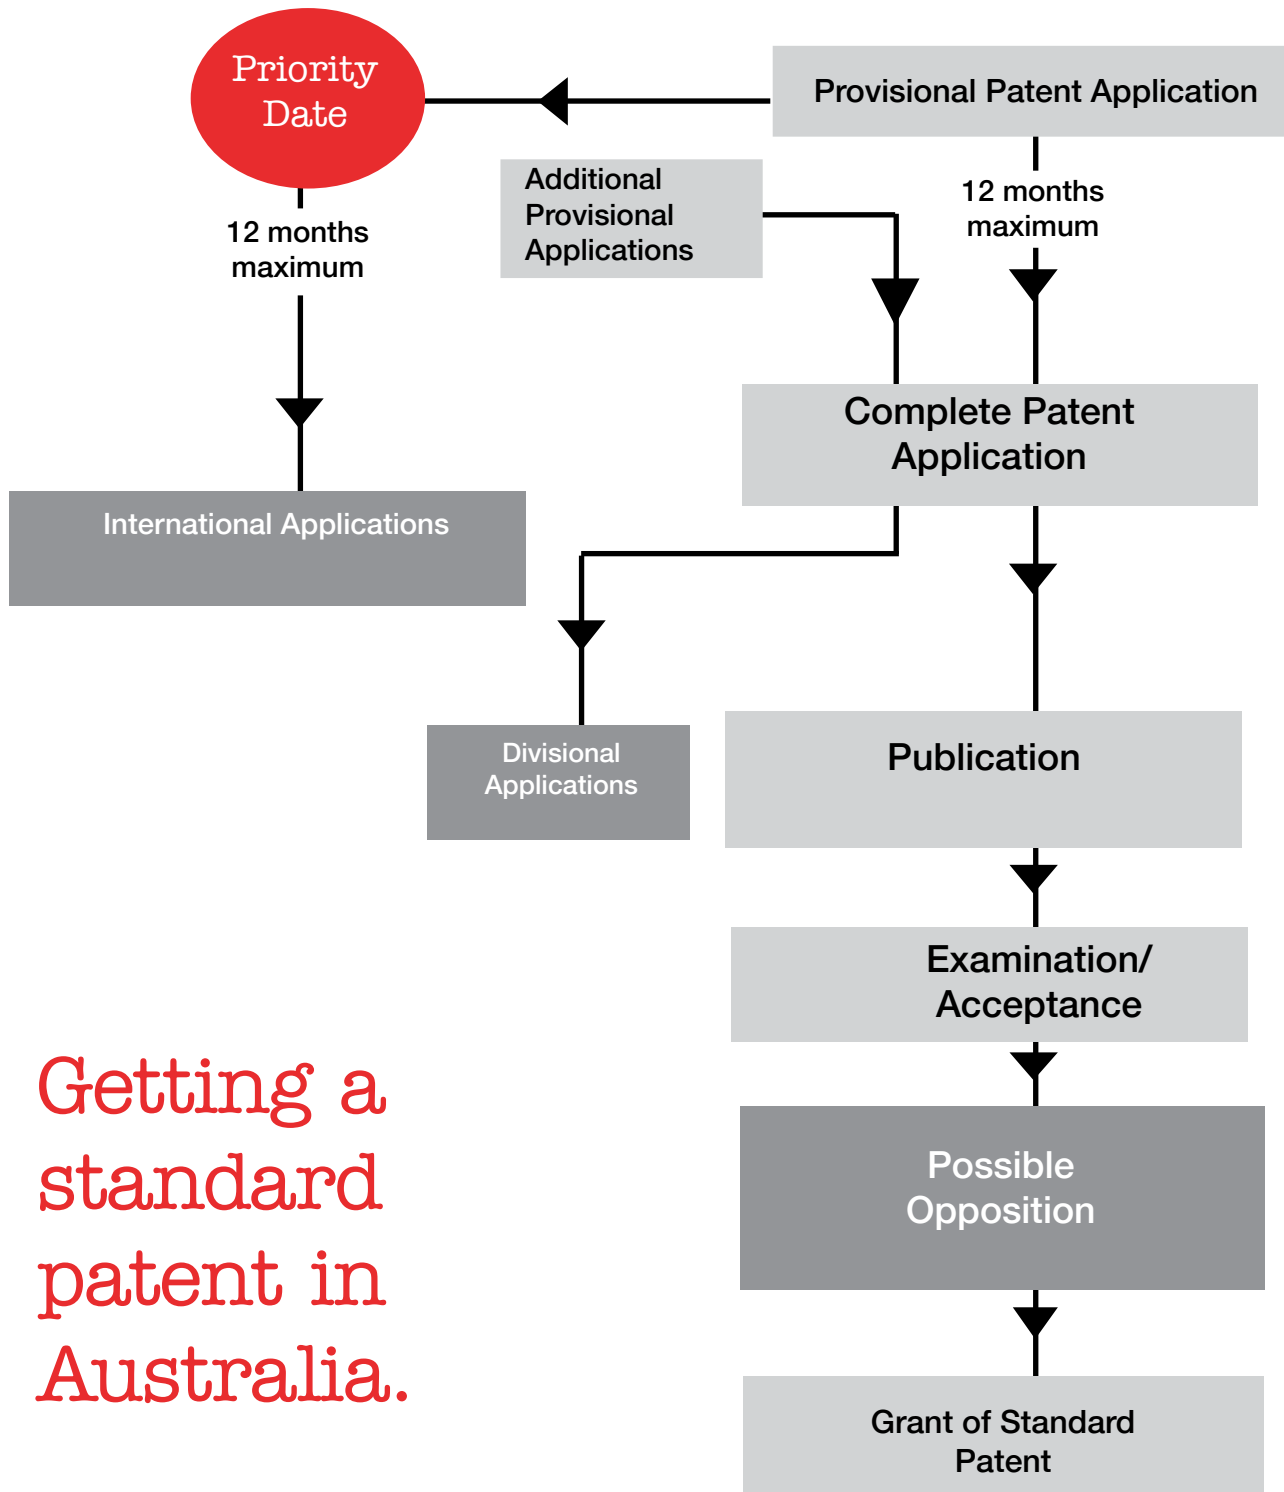 Priority
Date
Provisional Patent Application
Additional
Provisional
Applications
12 months
maximum
12 months
maximum
Complete Patent
Application
International Applications
Divisional
Applications
Publication
Examination/
Acceptance
Getting a
standard
patent in
Australia.
Possible
Opposition
Grant of Standard
Patent